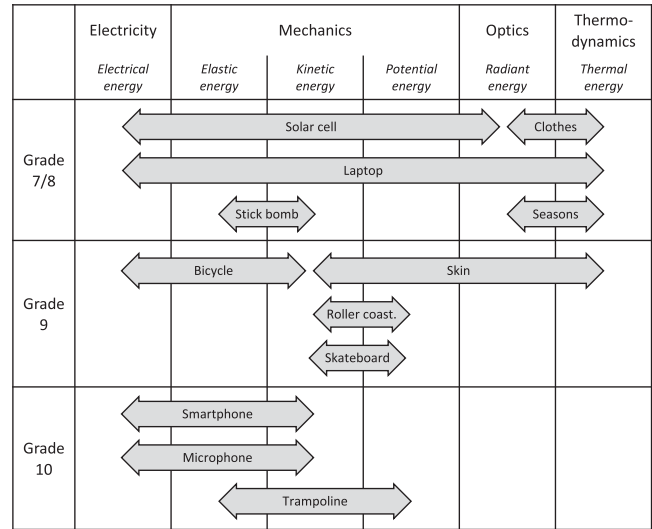 Electricity
Mechanics
Optics
Thermo-
dynamics
Electrical
energy
Elastic
energy
Kinetic
energy
Potential
energy
Radiant
energy
Thermal
energy
Grade
7/8
Solar cell
Clothes
Laptop
Stick bomb
Seasons
Grade
9
Bicycle
Skin
Roller coast.
Skateboard
Grade
10
Smartphone
Microphone
Trampoline